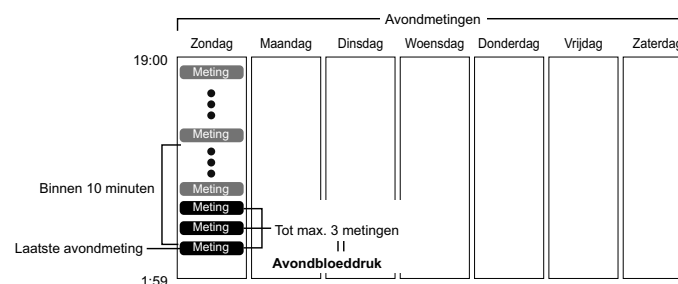 Avondmetingen
Zondag Maandag Dinsdag Woensdag Donderdag Vrijdag Zaterdag
19:00
Meting
Meting
Binnen 10 minuten
Meting
Meting
Meting
Tot max. 3 metingen
Laatste avondmeting
Meting
Avondbloeddruk
1:59